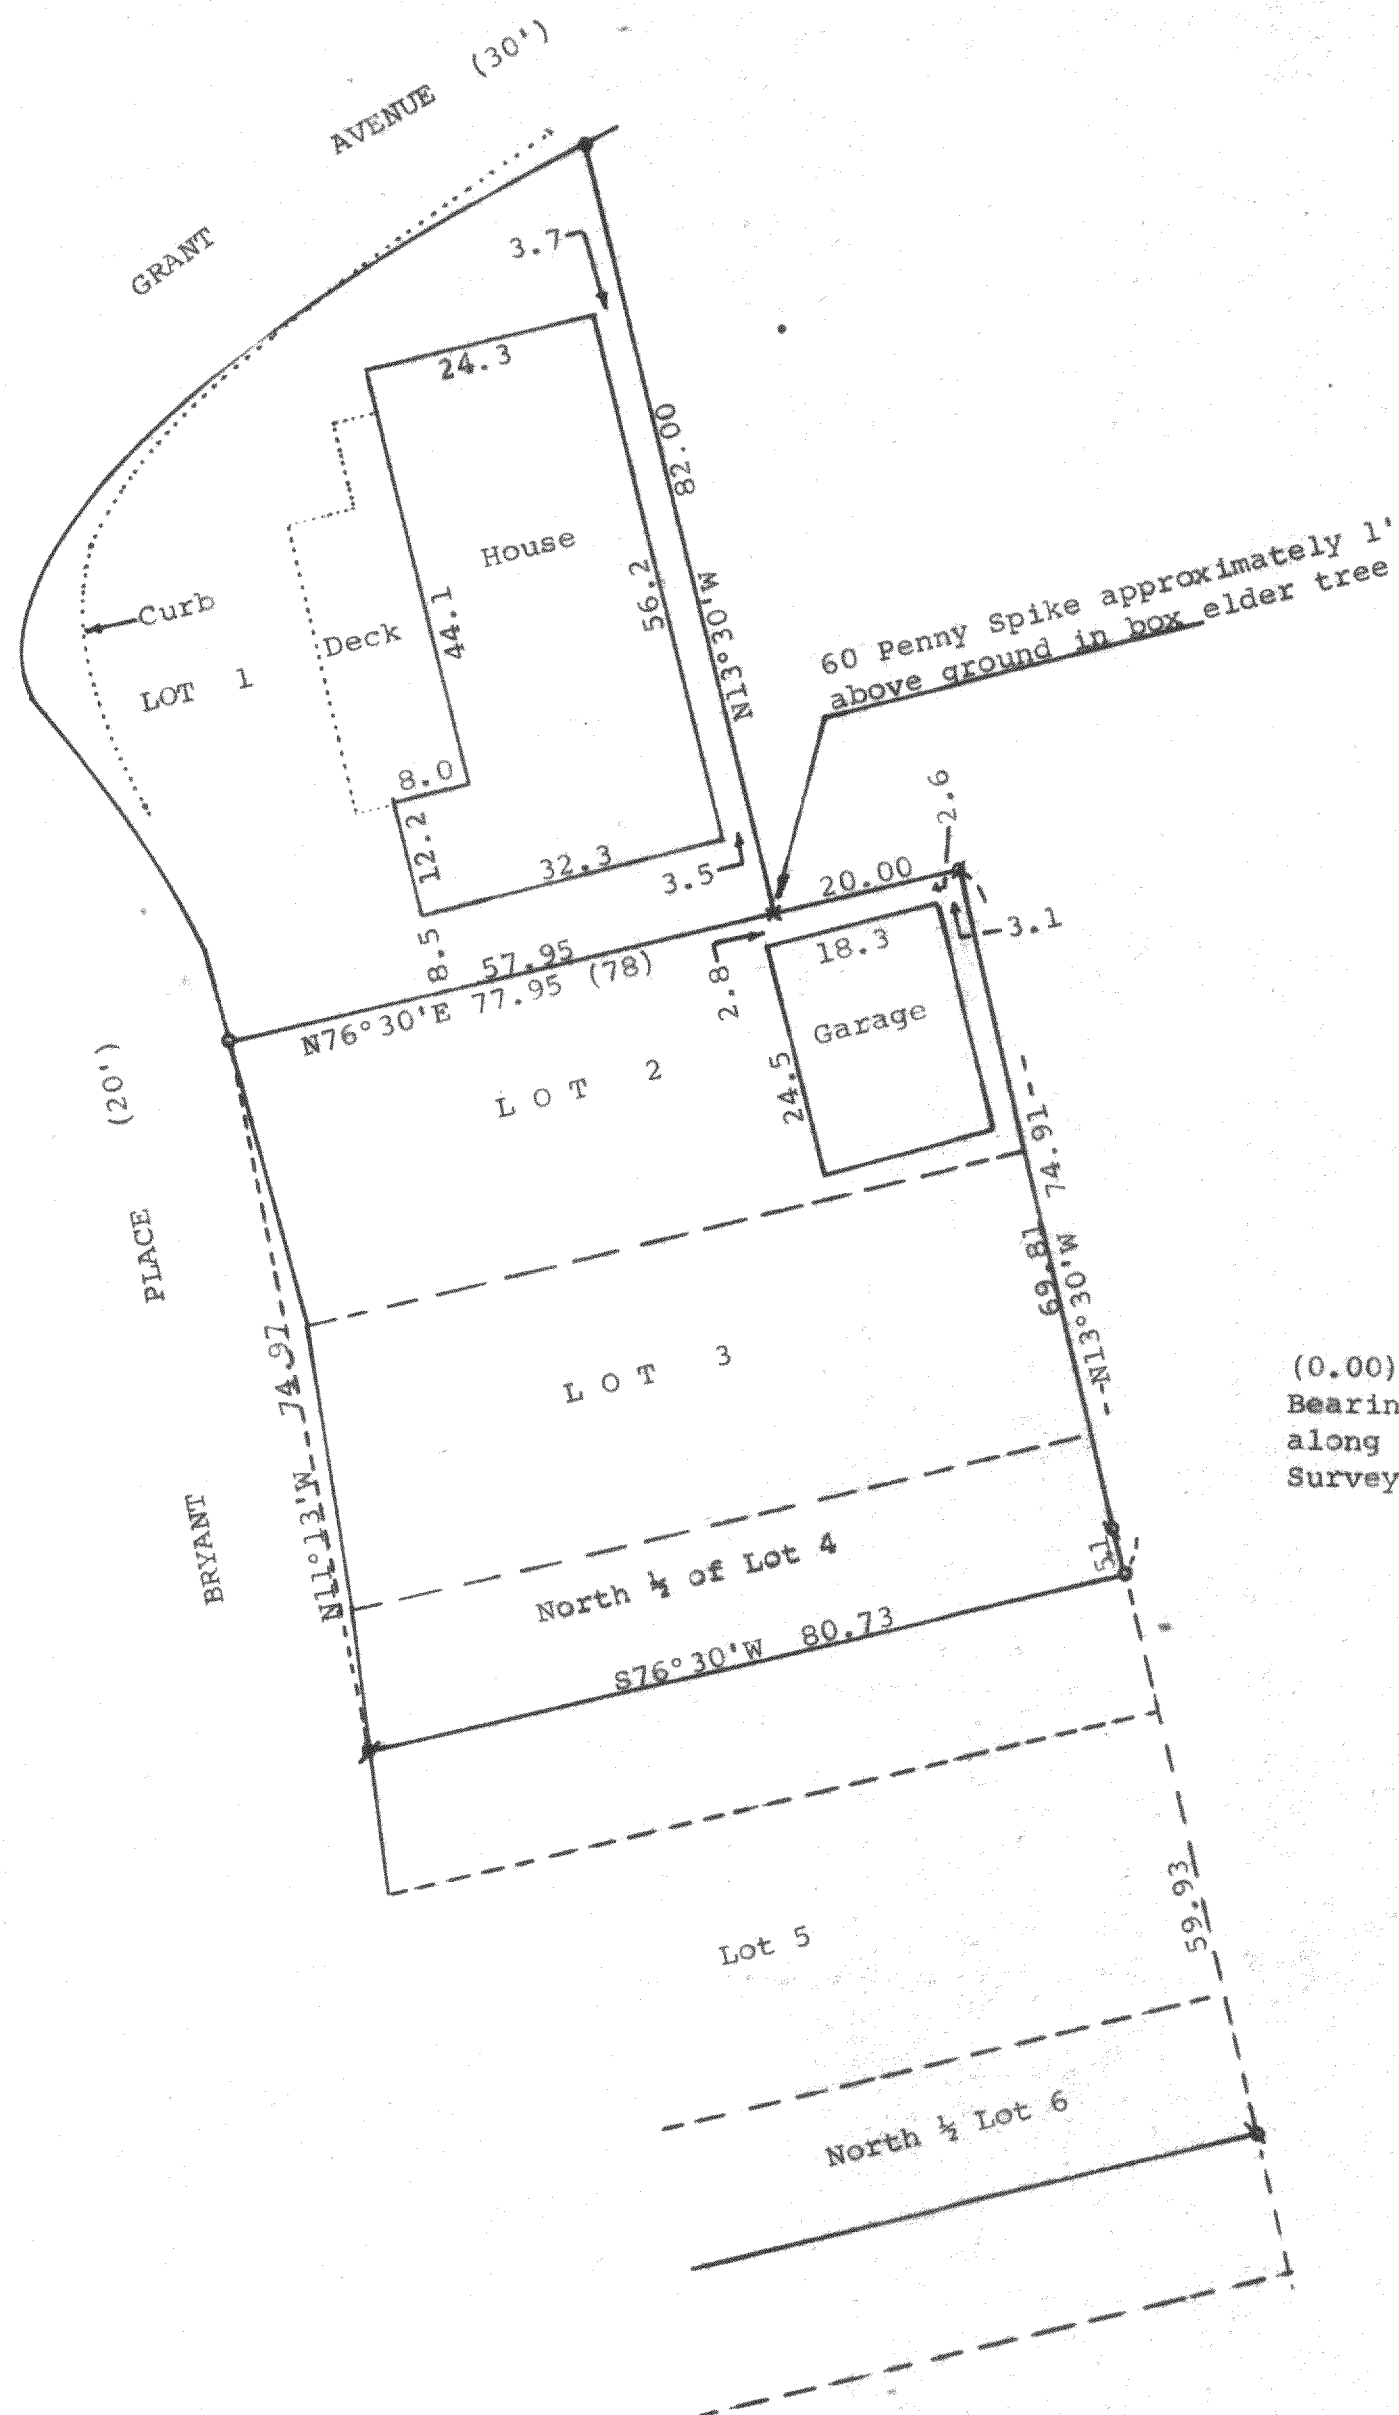 GRANT AVENUE (30')
3.7
24.3
82.00
N13°30'W
House
56.2
44.1
Curb
Deck
LOT 1
60 Penny Spike approximately 1'
above ground in box elder tree
8.0
12.2
32.3
3.5
2.6
20.00
3.1
8.5
57.95
N76°30'E 77.95 (78)
2.8
18.3
Garage
24.5
LOT 2
BRYANT PLACE (20')
74.91
69.81
N13°30'W
LOT 3
74.97
N11°13'W
(0.00)
Bearin
along
Survey
North ½ of Lot 4
51
S76°30'W 80.73
Lot 5
59.93
North ½ Lot 6